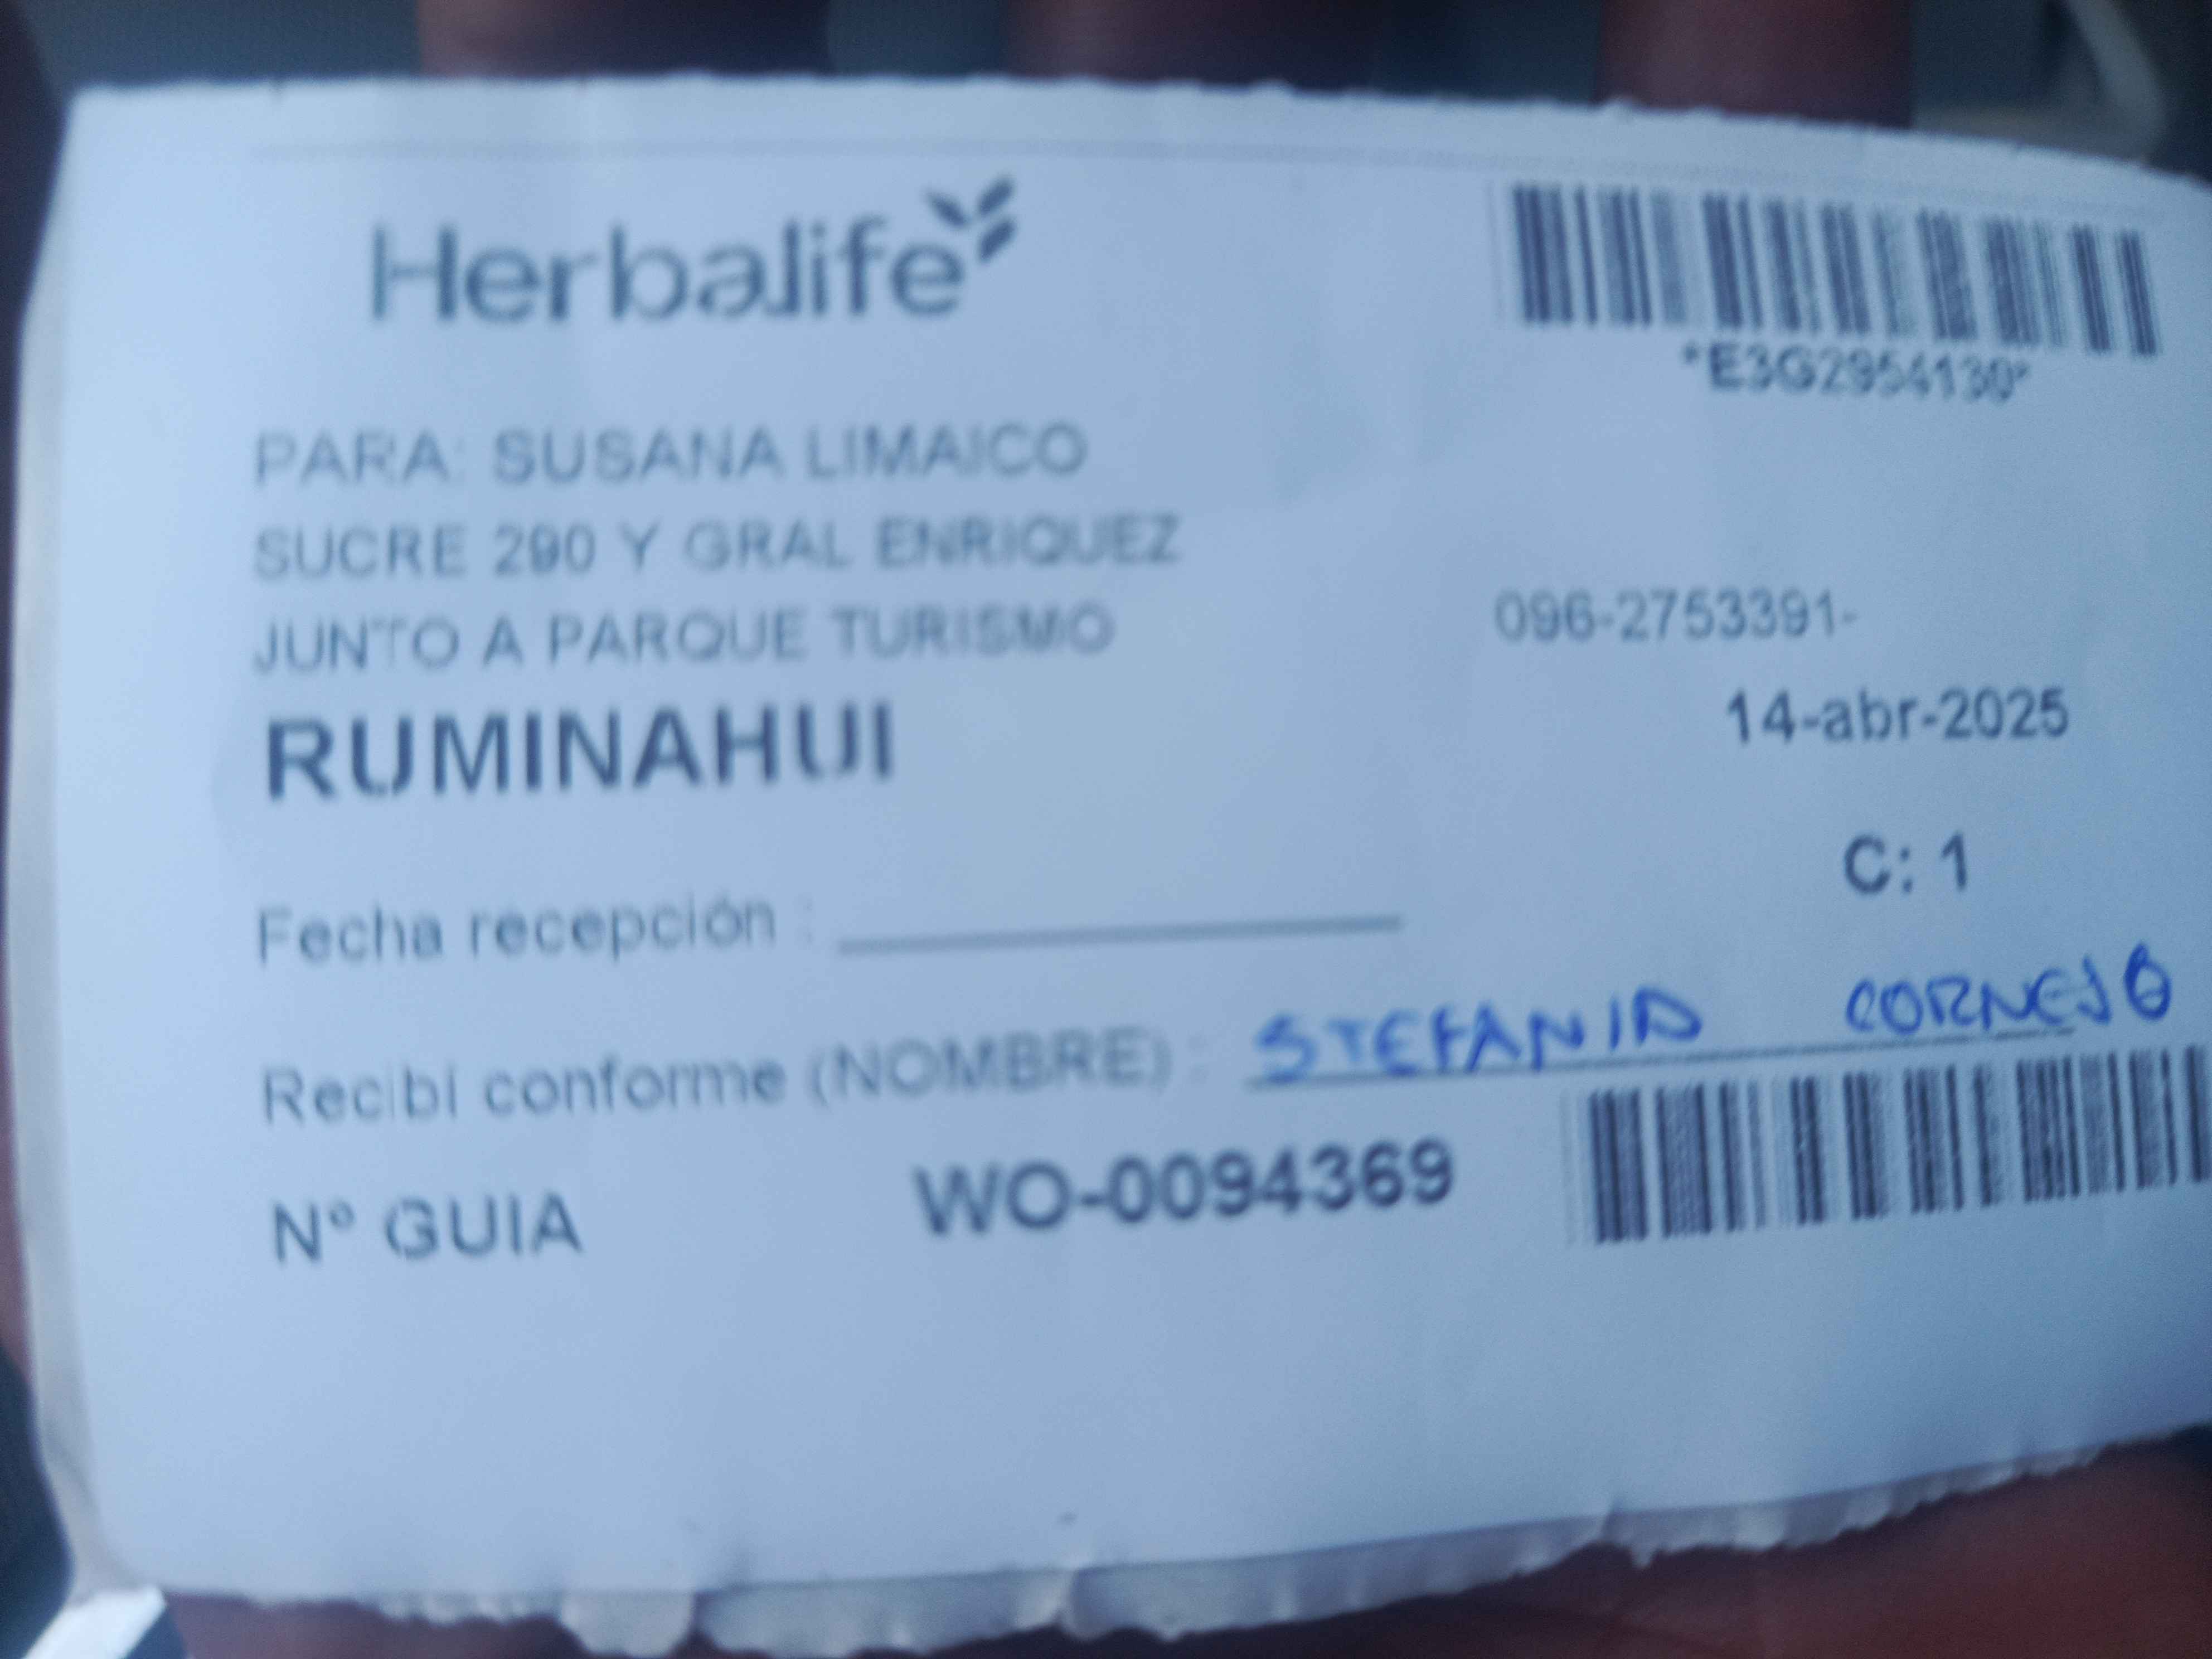 Herbalife
*E3G2954130*
PARA: SUSANA LIMAICO
SUCRE 290 Y GRAL ENRIQUEZ
JUNTO A PARQUE TURISMO
096-2753391-
RUMINAHUI
14-abr-2025
C: 1
Fecha recepción :
Recibí conforme (NOMBRE) : STEFANIA CORNEJO
Nº GUIA WO-0094369